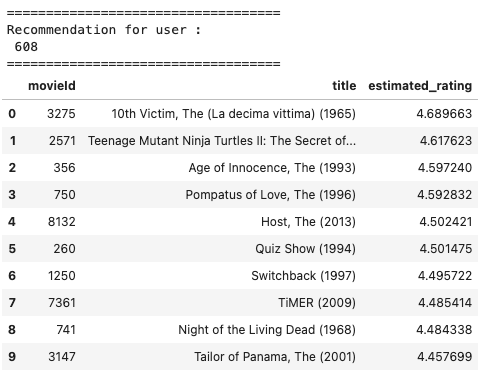 ===================================
Recommendation for user :
608
===================================
movieId title estimated_rating
0 3275 10th Victim, The (La decima vittima) (1965) 4.689663
1 2571 Teenage Mutant Ninja Turtles II: The Secret of... 4.617623
2 356 Age of Innocence, The (1993) 4.597240
3 750 Pompatus of Love, The (1996) 4.592832
4 8132 Host, The (2013) 4.502421
5 260 Quiz Show (1994) 4.501475
6 1250 Switchback (1997) 4.495722
7 7361 TiMER (2009) 4.485414
8 741 Night of the Living Dead (1968) 4.484338
9 3147 Tailor of Panama, The (2001) 4.457699